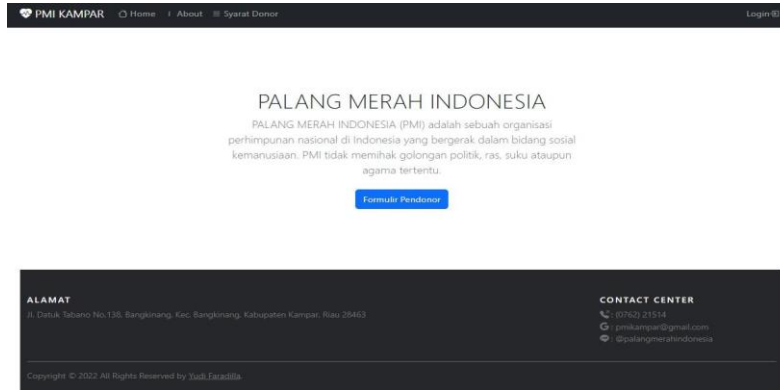 PMI KAMPAR Home About Syarat Donor Login
PALANG MERAH INDONESIA
PALANG MERAH INDONESIA (PMI) adalah sebuah organisasi
perhimpunan nasional di Indonesia yang bergerak dalam bidang sosial
kemanusiaan. PMI tidak memihak golongan politik, ras, suku ataupun
agama tertentu.
Formulir Pendonor
ALAMAT
Jl. Datuk Tabano No.138, Bangkinang, Kec. Bangkinang, Kabupaten Kampar, Riau 28463
CONTACT CENTER
: (0762) 21514
G : pmikampar@gmail.com
: @palangmerahindonesia
Copyright © 2022 All Rights Reserved by Yudi Faradilla.